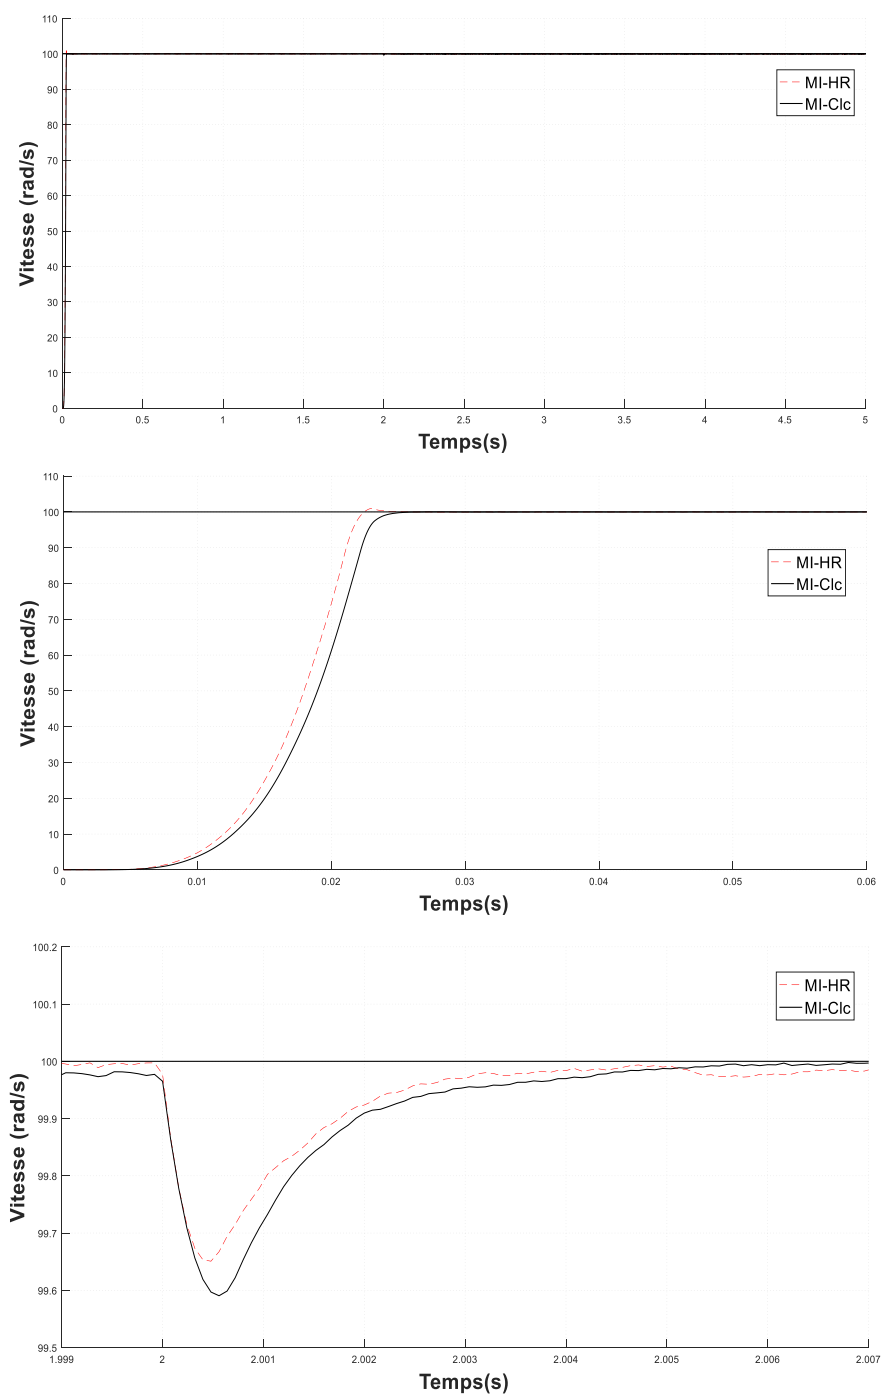 110
100
90
80
70
60
50
40
30
20
10
0
Vitesse (rad/s)
MI-HR
MI-Clc
0 0.5 1 1.5 2 2.5 3 3.5 4 4.5 5
Temps(s)
110
100
90
80
70
60
50
40
30
20
10
0
Vitesse (rad/s)
MI-HR
MI-Clc
0 0.01 0.02 0.03 0.04 0.05 0.06
Temps(s)
100.2
100.1
100
99.9
99.8
99.7
99.6
99.5
Vitesse (rad/s)
MI-HR
MI-Clc
1.999 2 2.001 2.002 2.003 2.004 2.005 2.006 2.007
Temps(s)